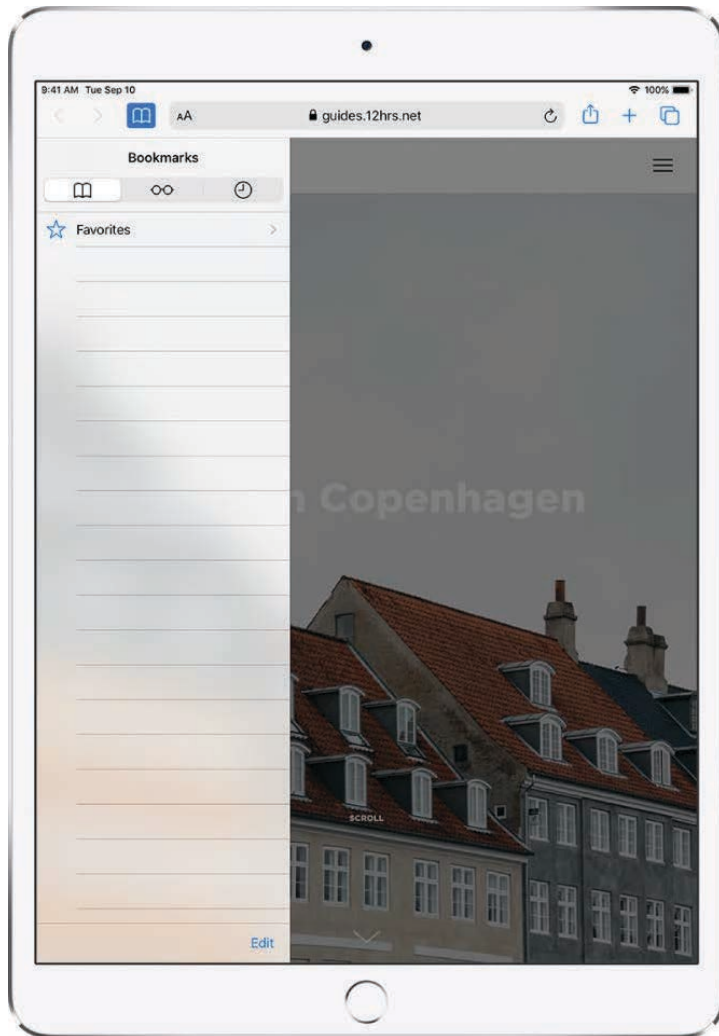 9:41 AM Tue Sep 10 100%
AA guides.12hrs.net
Bookmarks
Favorites
Copenhagen
SCROLL
Edit